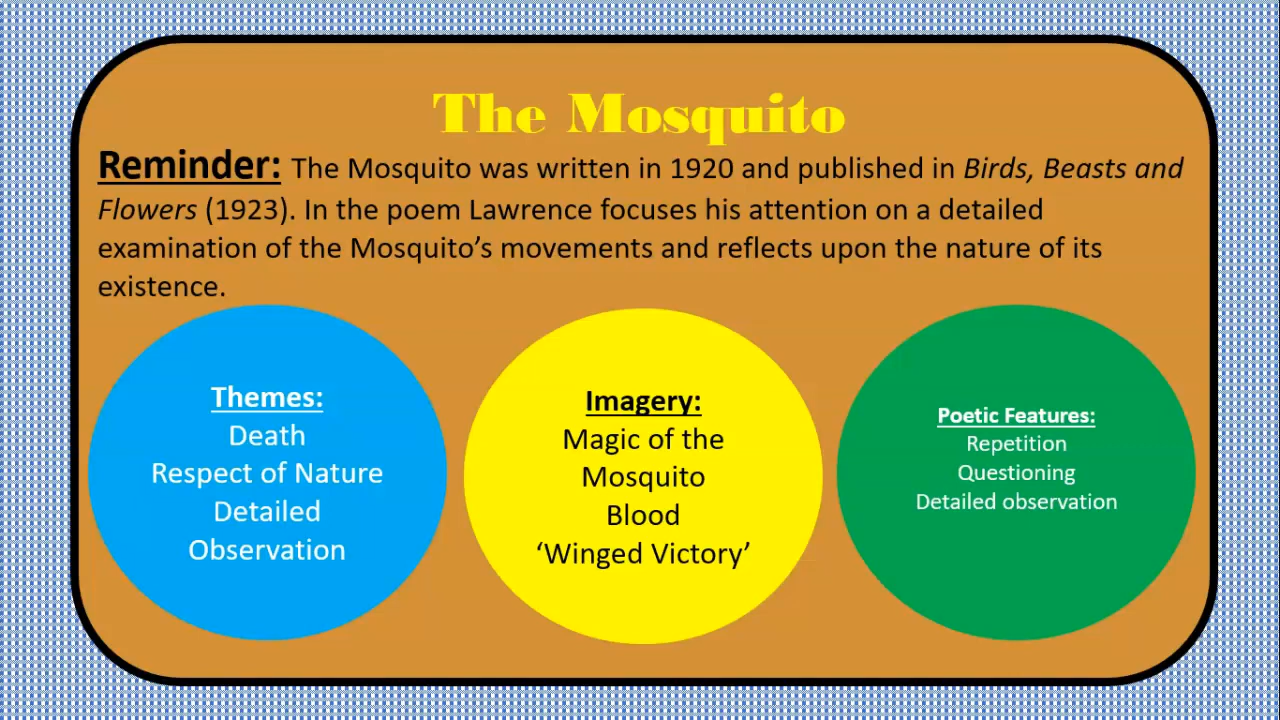 The Mosquito
Reminder: The Mosquito was written in 1920 and published in Birds, Beasts and
Flowers (1923). In the poem Lawrence focuses his attention on a detailed
examination of the Mosquito’s movements and reflects upon the nature of its
existence.
Themes:
Death
Respect of Nature
Detailed
Observation
Imagery:
Magic of the
Mosquito
Blood
‘Winged Victory’
Poetic Features:
Repetition
Questioning
Detailed observation